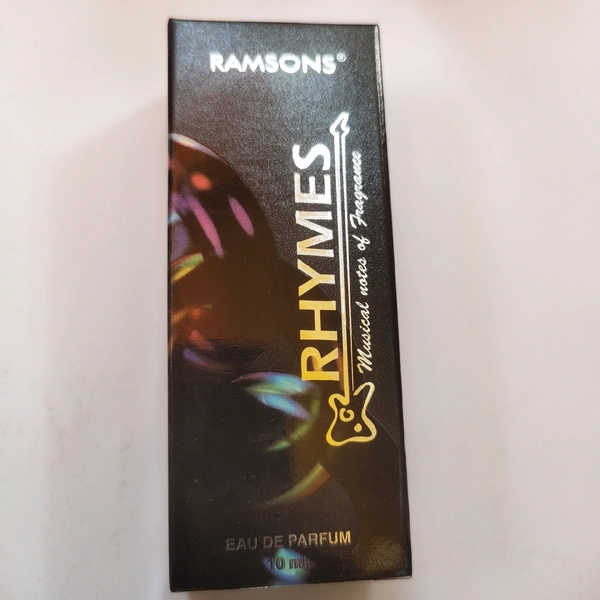 RAMSONS®
RHYMES
Musical notes of Fragrance
EAU DE PARFUM
10 ml